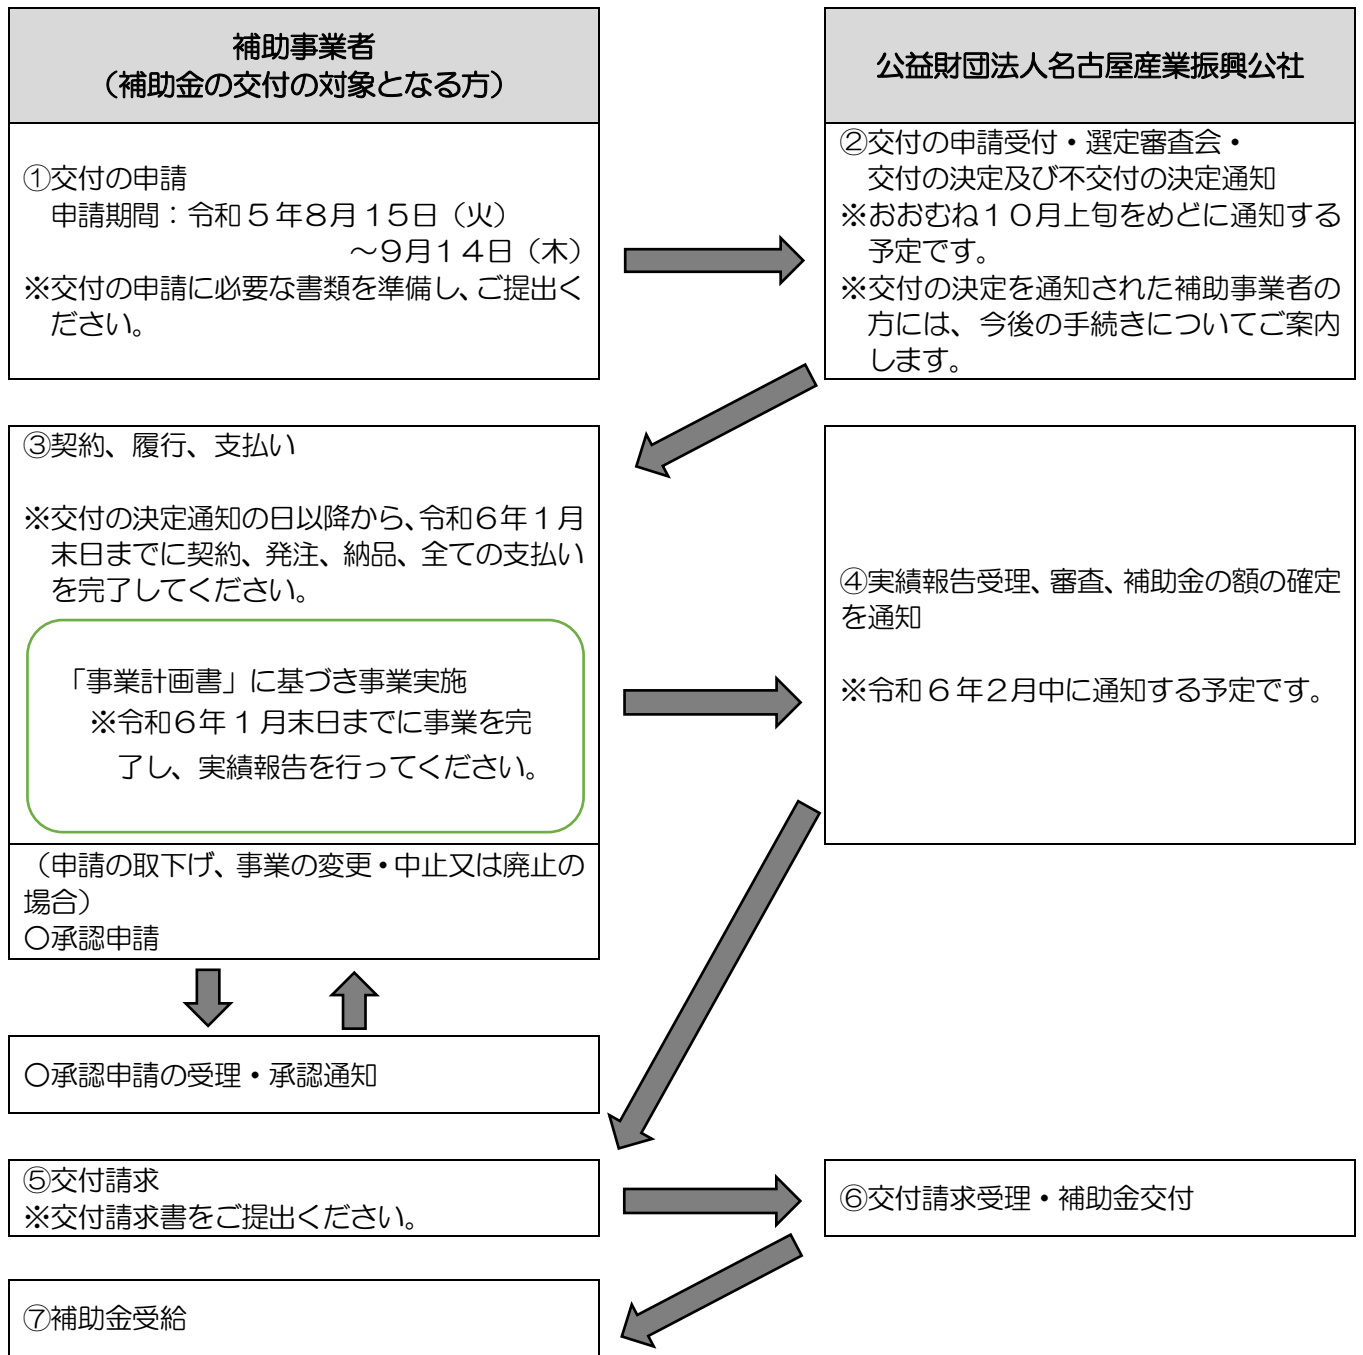 補助事業者
（補助金の交付の対象となる方）
公益財団法人名古屋産業振興公社
①交付の申請
申請期間：令和５年８月１５日（火）
～９月１４日（木）
※交付の申請に必要な書類を準備し、ご提出く
ださい。
②交付の申請受付・選定審査会・
交付の決定及び不交付の決定通知
※おおむね１０月上旬をめどに通知する
予定です。
※交付の決定を通知された補助事業者の
方には、今後の手続きについてご案内
します。
③契約、履行、支払い
※交付の決定通知の日以降から、令和６年１月
末日までに契約、発注、納品、全ての支払い
を完了してください。
「事業計画書」に基づき事業実施
※令和６年１月末日までに事業を完
了し、実績報告を行ってください。
④実績報告受理、審査、補助金の額の確定
を通知
※令和６年２月中に通知する予定です。
（申請の取下げ、事業の変更・中止又は廃止の
場合）
〇承認申請
〇承認申請の受理・承認通知
⑤交付請求
※交付請求書をご提出ください。
⑥交付請求受理・補助金交付
⑦補助金受給